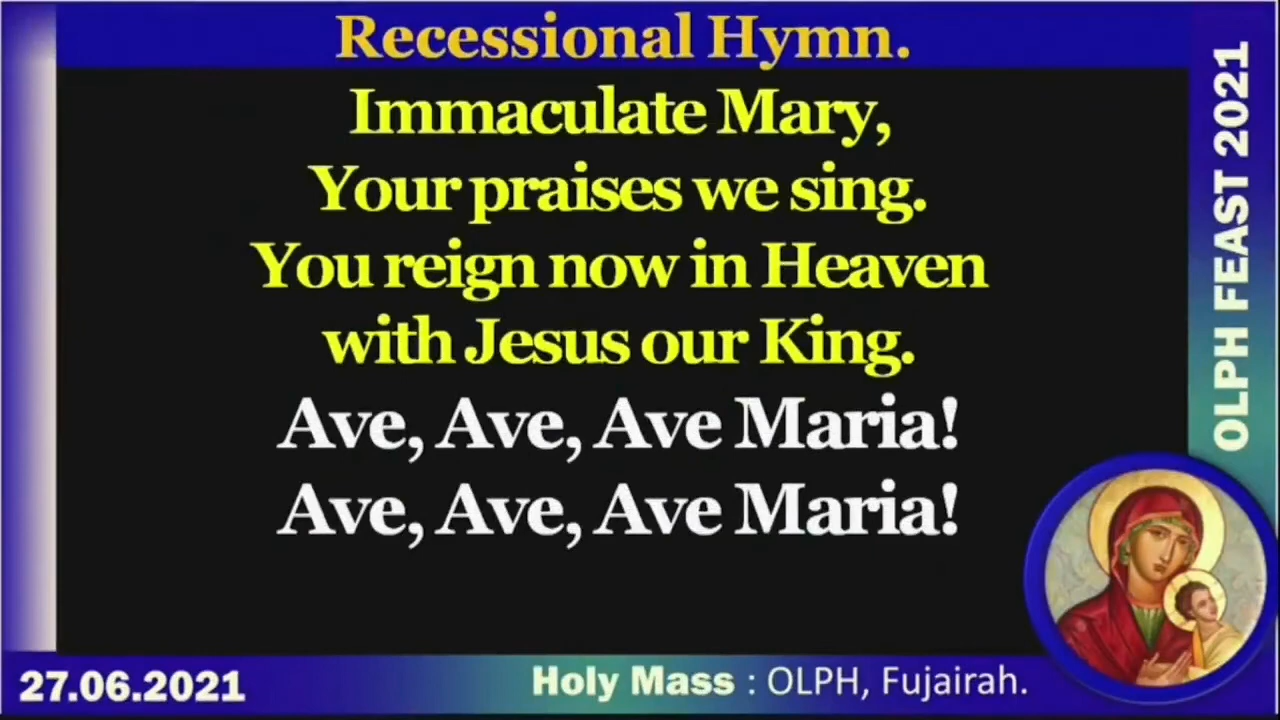 Recessional Hymn.
Immaculate Mary,
Your praises we sing.
You reign now in Heaven
with Jesus our King.
Ave, Ave, Ave Maria!
Ave, Ave, Ave Maria!
OLPH FEAST 2021
27.06.2021
Holy Mass : OLPH, Fujairah.